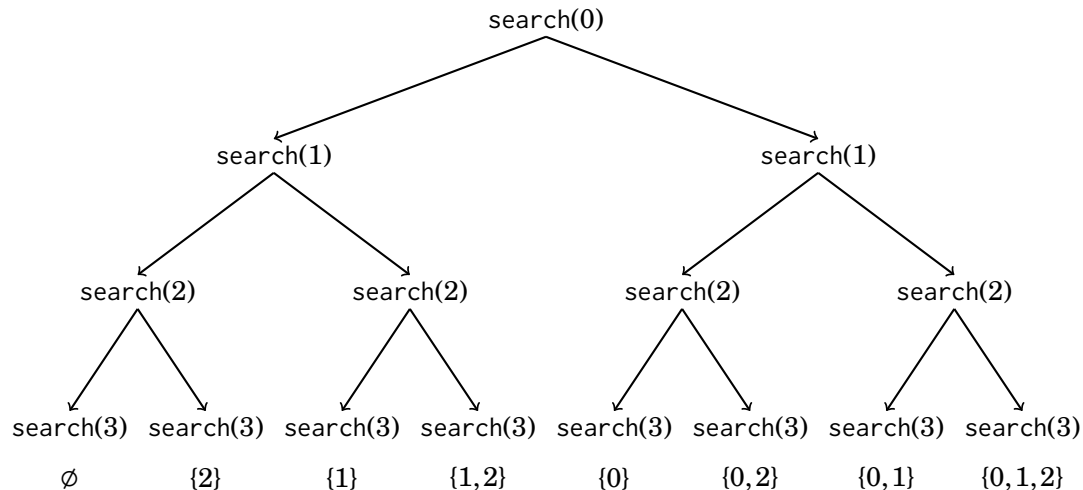 search(0)
search(1) search(1)
search(2) search(2) search(2) search(2)
search(3) search(3) search(3) search(3) search(3) search(3) search(3) search(3)
∅ {2} {1} {1,2} {0} {0,2} {0,1} {0,1,2}